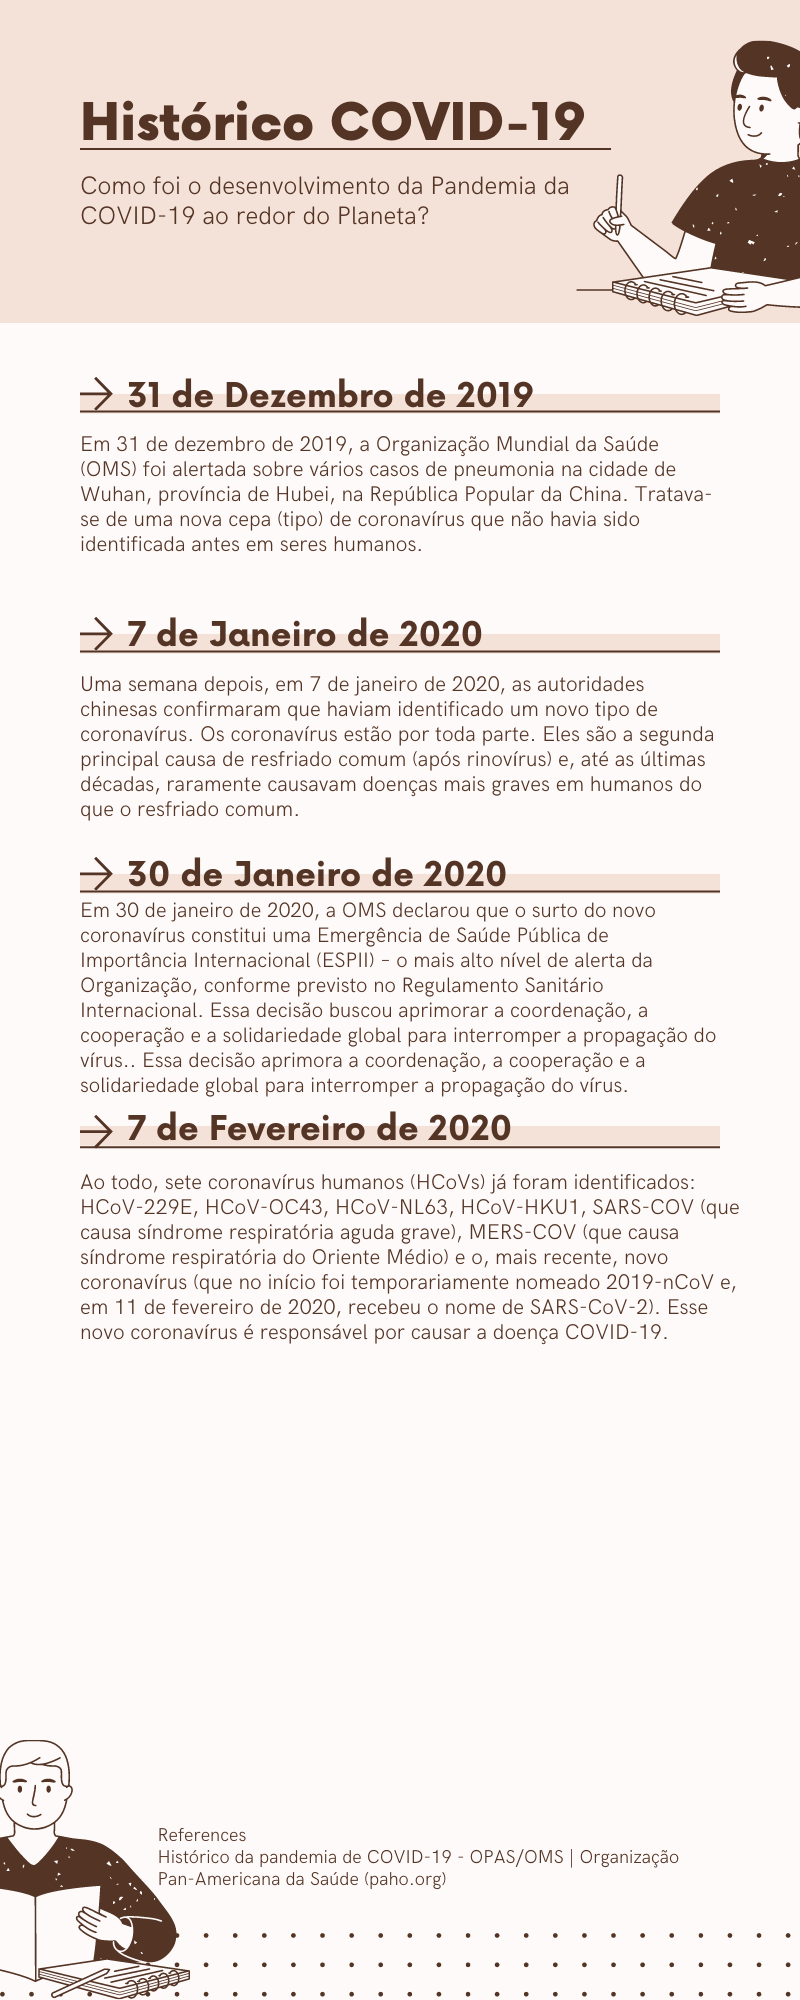 Histórico COVID-19
Como foi o desenvolvimento da Pandemia da
COVID-19 ao redor do Planeta?
31 de Dezembro de 2019
Em 31 de dezembro de 2019, a Organização Mundial da Saúde
(OMS) foi alertada sobre vários casos de pneumonia na cidade de
Wuhan, província de Hubei, na República Popular da China. Tratava-
se de uma nova cepa (tipo) de coronavírus que não havia sido
identificada antes em seres humanos.
7 de Janeiro de 2020
Uma semana depois, em 7 de janeiro de 2020, as autoridades
chinesas confirmaram que haviam identificado um novo tipo de
coronavírus. Os coronavírus estão por toda parte. Eles são a segunda
principal causa de resfriado comum (após rinovírus) e, até as últimas
décadas, raramente causavam doenças mais graves em humanos do
que o resfriado comum.
30 de Janeiro de 2020
Em 30 de janeiro de 2020, a OMS declarou que o surto do novo
coronavírus constitui uma Emergência de Saúde Pública de
Importância Internacional (ESPII) – o mais alto nível de alerta da
Organização, conforme previsto no Regulamento Sanitário
Internacional. Essa decisão buscou aprimorar a coordenação, a
cooperação e a solidariedade global para interromper a propagação do
vírus.. Essa decisão aprimora a coordenação, a cooperação e a
solidariedade global para interromper a propagação do vírus.
7 de Fevereiro de 2020
Ao todo, sete coronavírus humanos (HCoVs) já foram identificados:
HCoV-229E, HCoV-OC43, HCoV-NL63, HCoV-HKU1, SARS-COV (que
causa síndrome respiratória aguda grave), MERS-COV (que causa
síndrome respiratória do Oriente Médio) e o, mais recente, novo
coronavírus (que no início foi temporariamente nomeado 2019-nCoV e,
em 11 de fevereiro de 2020, recebeu o nome de SARS-CoV-2). Esse
novo coronavírus é responsável por causar a doença COVID-19.
References
Histórico da pandemia de COVID-19 - OPAS/OMS | Organização
Pan-Americana da Saúde (paho.org)